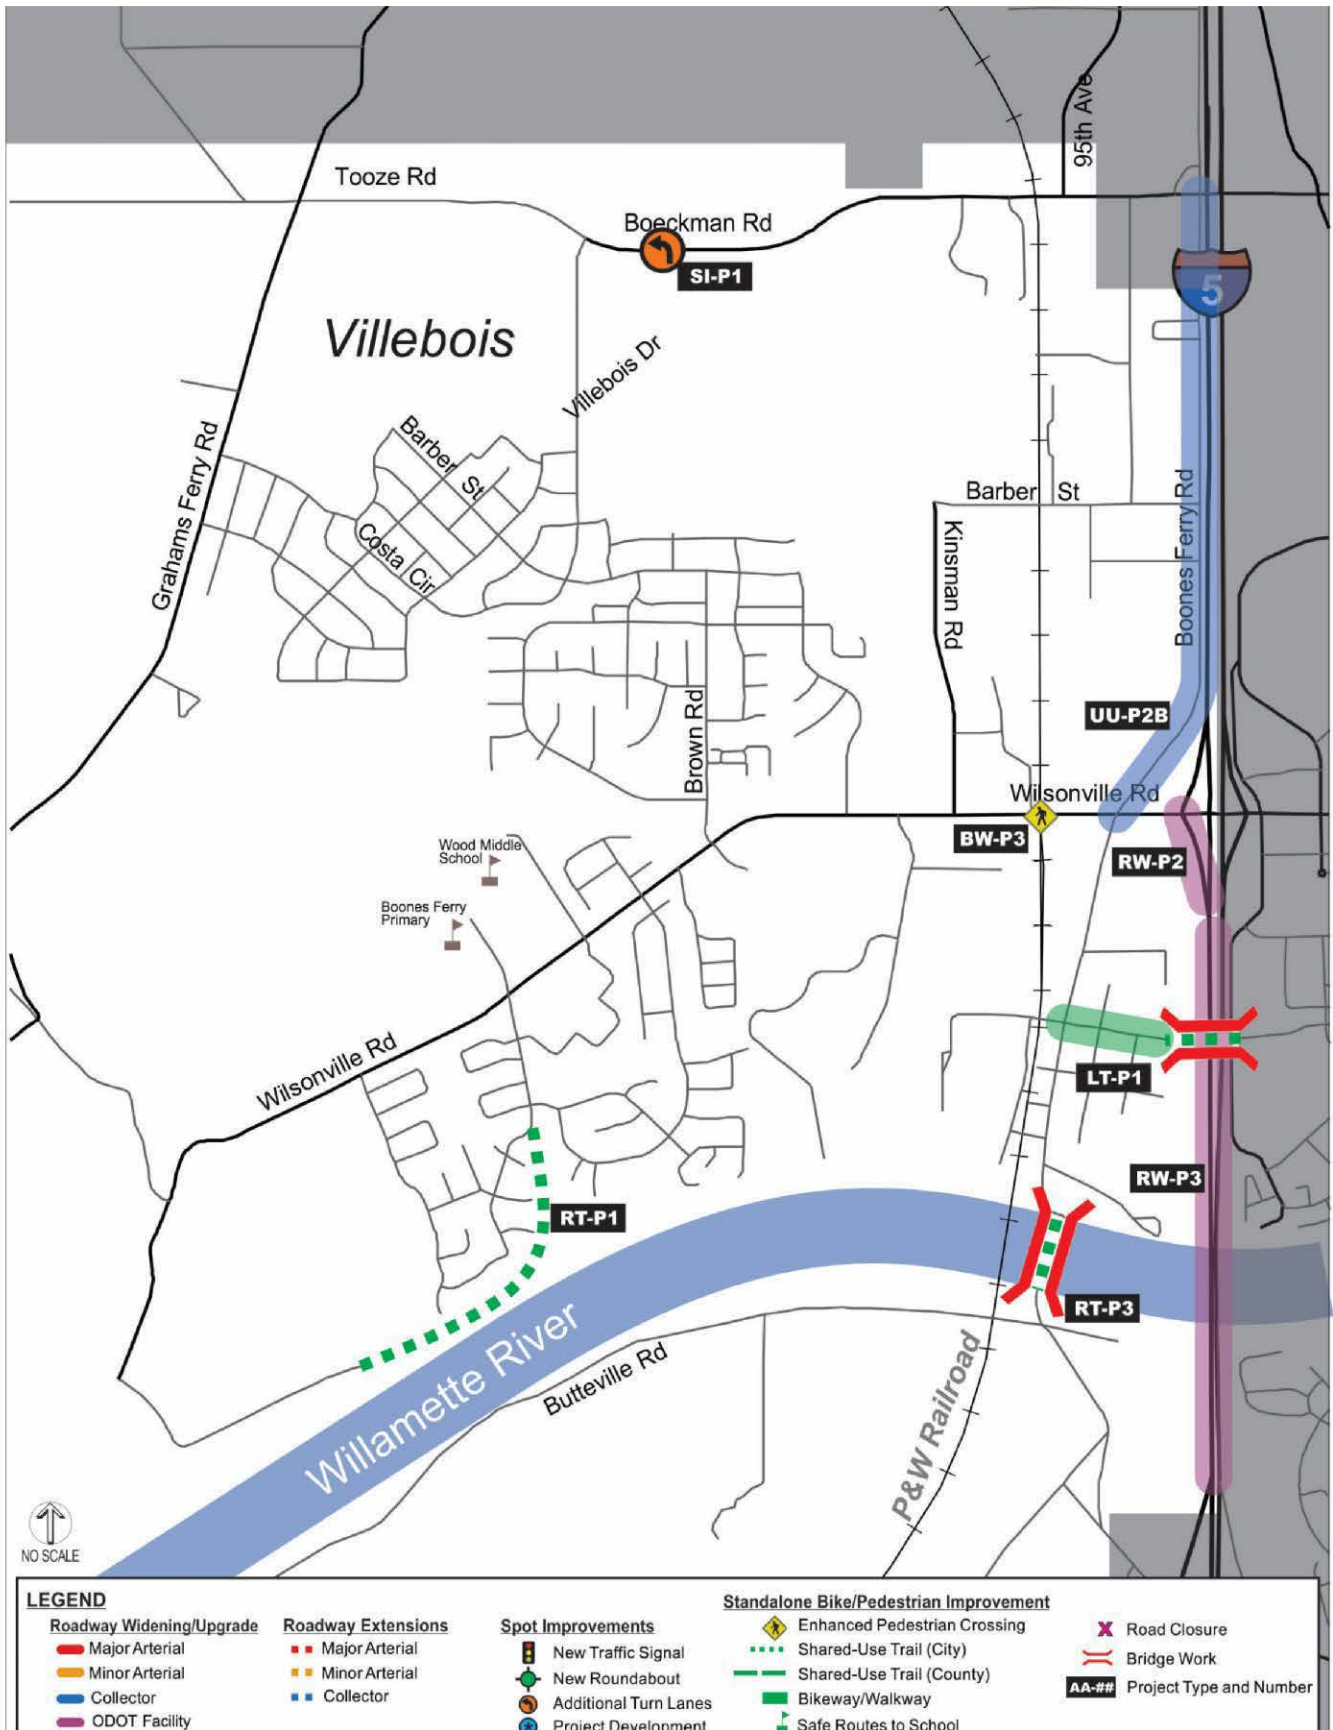 95th Ave
Tooze Rd
Boeckman Rd
SI-P1
5
Villebois
Villebois Dr
Barber St
Grahams Ferry Rd
Costa Cir
Barber St
Kinsman Rd
Boones Ferry Rd
UU-P2B
Brown Rd
Wilsonville Rd
BW-P3
RW-P2
Wood Middle
School
Boones Ferry
Primary
Wilsonville Rd
LT-P1
RW-P3
RT-P1
RT-P3
Willamette River
Butteville Rd
P&W Railroad
NO SCALE
LEGEND
Roadway Widening/Upgrade
Major Arterial
Minor Arterial
Collector
ODOT Facility
Roadway Extensions
Major Arterial
Minor Arterial
Collector
Spot Improvements
New Traffic Signal
New Roundabout
Additional Turn Lanes
Project Development
Standalone Bike/Pedestrian Improvement
Enhanced Pedestrian Crossing
Shared-Use Trail (City)
Shared-Use Trail (County)
Bikeway/Walkway
Safe Routes to School
X Road Closure
Bridge Work
AA-## Project Type and Number